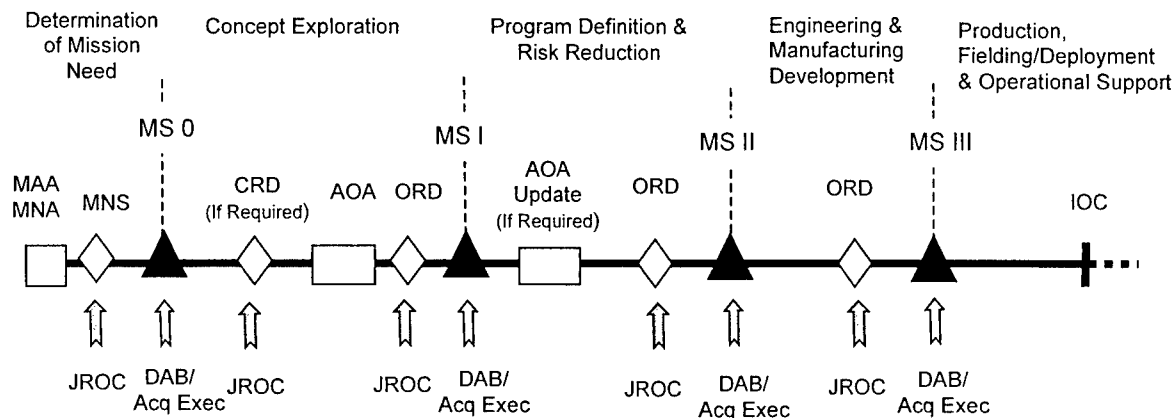 Determination
of Mission
Need
Concept Exploration
Program Definition &
Risk Reduction
Engineering &
Manufacturing
Development
Production,
Fielding/Deployment
& Operational Support
MS 0
MS I
MS II
MS III
MAA
MNA
MNS
CRD
(If Required)
AOA
ORD
AOA
Update
(If Required)
ORD
ORD
IOC
JROC
DAB/
Acq Exec
JROC
JROC
DAB/
Acq Exec
JROC
DAB/
Acq Exec
JROC
DAB/
Acq Exec